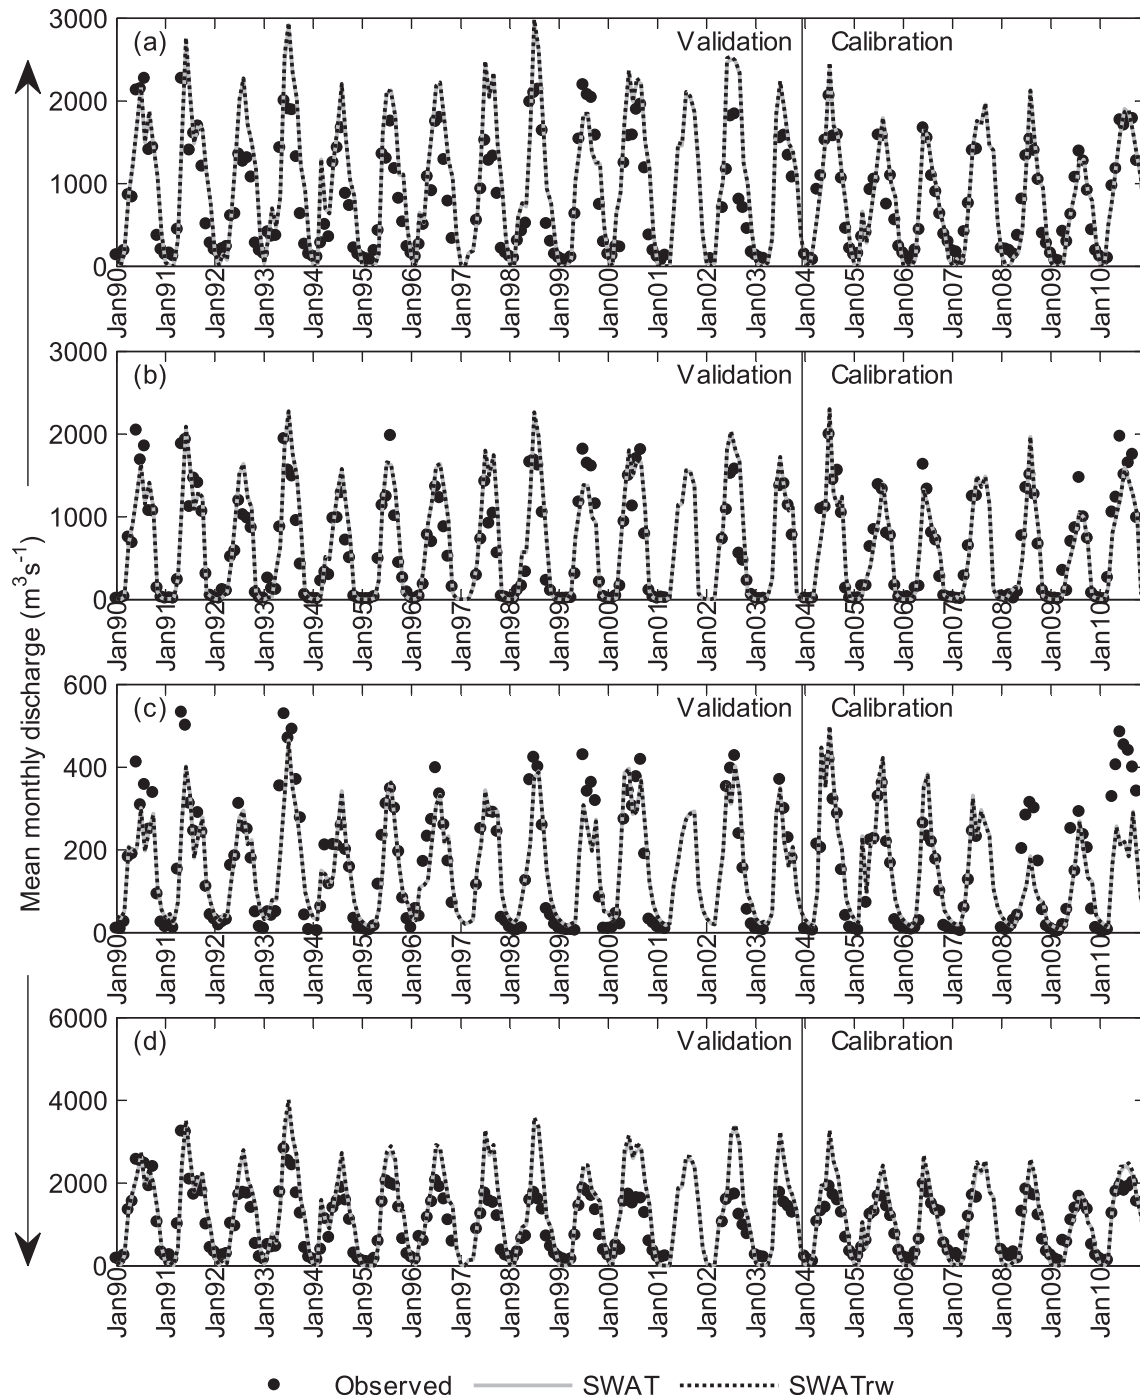 Mean monthly discharge (m³s⁻¹)
3000
2000
1000
0
(a)
Validation
Calibration
Jan90
Jan91
Jan92
Jan93
Jan94
Jan95
Jan96
Jan97
Jan98
Jan99
Jan00
Jan01
Jan02
Jan03
Jan04
Jan05
Jan06
Jan07
Jan08
Jan09
Jan10
3000
2000
1000
0
(b)
Validation
Calibration
Jan90
Jan91
Jan92
Jan93
Jan94
Jan95
Jan96
Jan97
Jan98
Jan99
Jan00
Jan01
Jan02
Jan03
Jan04
Jan05
Jan06
Jan07
Jan08
Jan09
Jan10
600
400
200
0
(c)
Validation
Calibration
Jan90
Jan91
Jan92
Jan93
Jan94
Jan95
Jan96
Jan97
Jan98
Jan99
Jan00
Jan01
Jan02
Jan03
Jan04
Jan05
Jan06
Jan07
Jan08
Jan09
Jan10
6000
4000
2000
0
(d)
Validation
Calibration
Jan90
Jan91
Jan92
Jan93
Jan94
Jan95
Jan96
Jan97
Jan98
Jan99
Jan00
Jan01
Jan02
Jan03
Jan04
Jan05
Jan06
Jan07
Jan08
Jan09
Jan10
Observed SWAT SWATrw